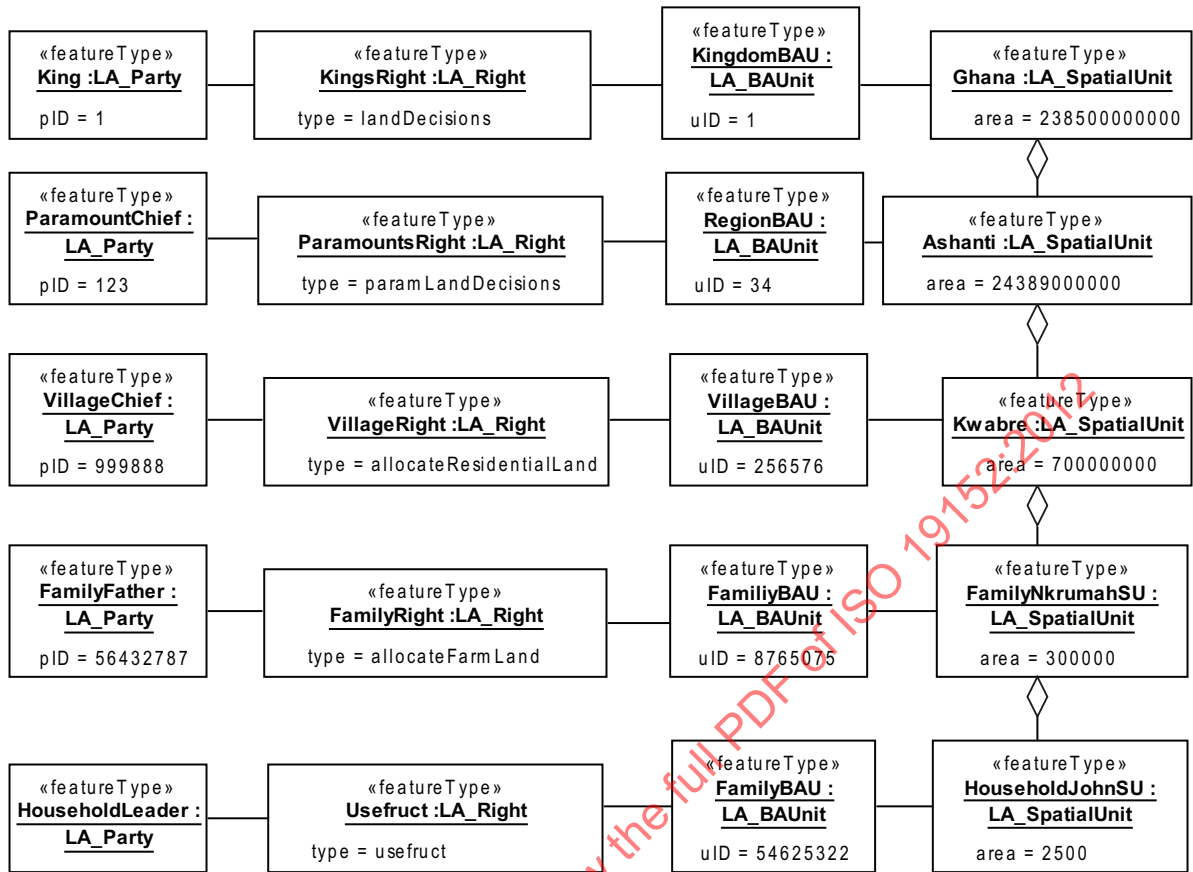 «featureType»
King :LA_Party
pID = 1
«featureType»
KingsRight :LA_Right
type = landDecisions
«featureType»
KingdomBAU :
LA_BAUnit
uID = 1
«featureType»
Ghana :LA_SpatialUnit
area = 238500000000
«featureType»
ParamountChief :
LA_Party
pID = 123
«featureType»
ParamountsRight :LA_Right
type = paramLandDecisions
«featureType»
RegionBAU :
LA_BAUnit
uID = 34
«featureType»
Ashanti :LA_SpatialUnit
area = 24389000000
«featureType»
VillageChief :
LA_Party
pID = 999888
«featureType»
VillageRight :LA_Right
type = allocateResidentialLand
«featureType»
VillageBAU :
LA_BAUnit
uID = 256576
«featureType»
Kwabre :LA_SpatialUnit
area = 700000000
«featureType»
FamilyFather :
LA_Party
pID = 56432787
«featureType»
FamilyRight :LA_Right
type = allocateFarmLand
«featureType»
FamiliyBAU :
LA_BAUnit
uID = 8765075
«featureType»
FamilyNkrumahSU :
LA_SpatialUnit
area = 300000
«featureType»
HouseholdLeader :
LA_Party
«featureType»
Usefruct :LA_Right
type = usefruct
«featureType»
FamilyBAU :
LA_BAUnit
uID = 54625322
«featureType»
HouseholdJohnSU :
LA_SpatialUnit
area = 2500
the full PDF of ISO 19152:2012